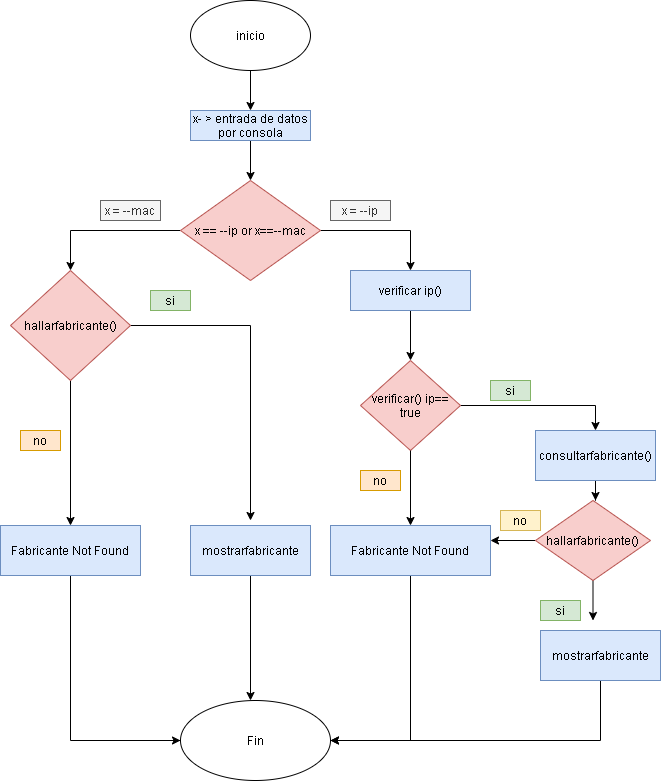 inicio
x- > entrada de datos
por consola
x = --mac
x = --ip
x == --ip or x==--mac
verificar ip()
si
hallarfabricante()
si
verificar() ip==
true
no
consultarfabricante()
no
no
hallarfabricante()
Fabricante Not Found
mostrarfabricante
Fabricante Not Found
si
mostrarfabricante
Fin